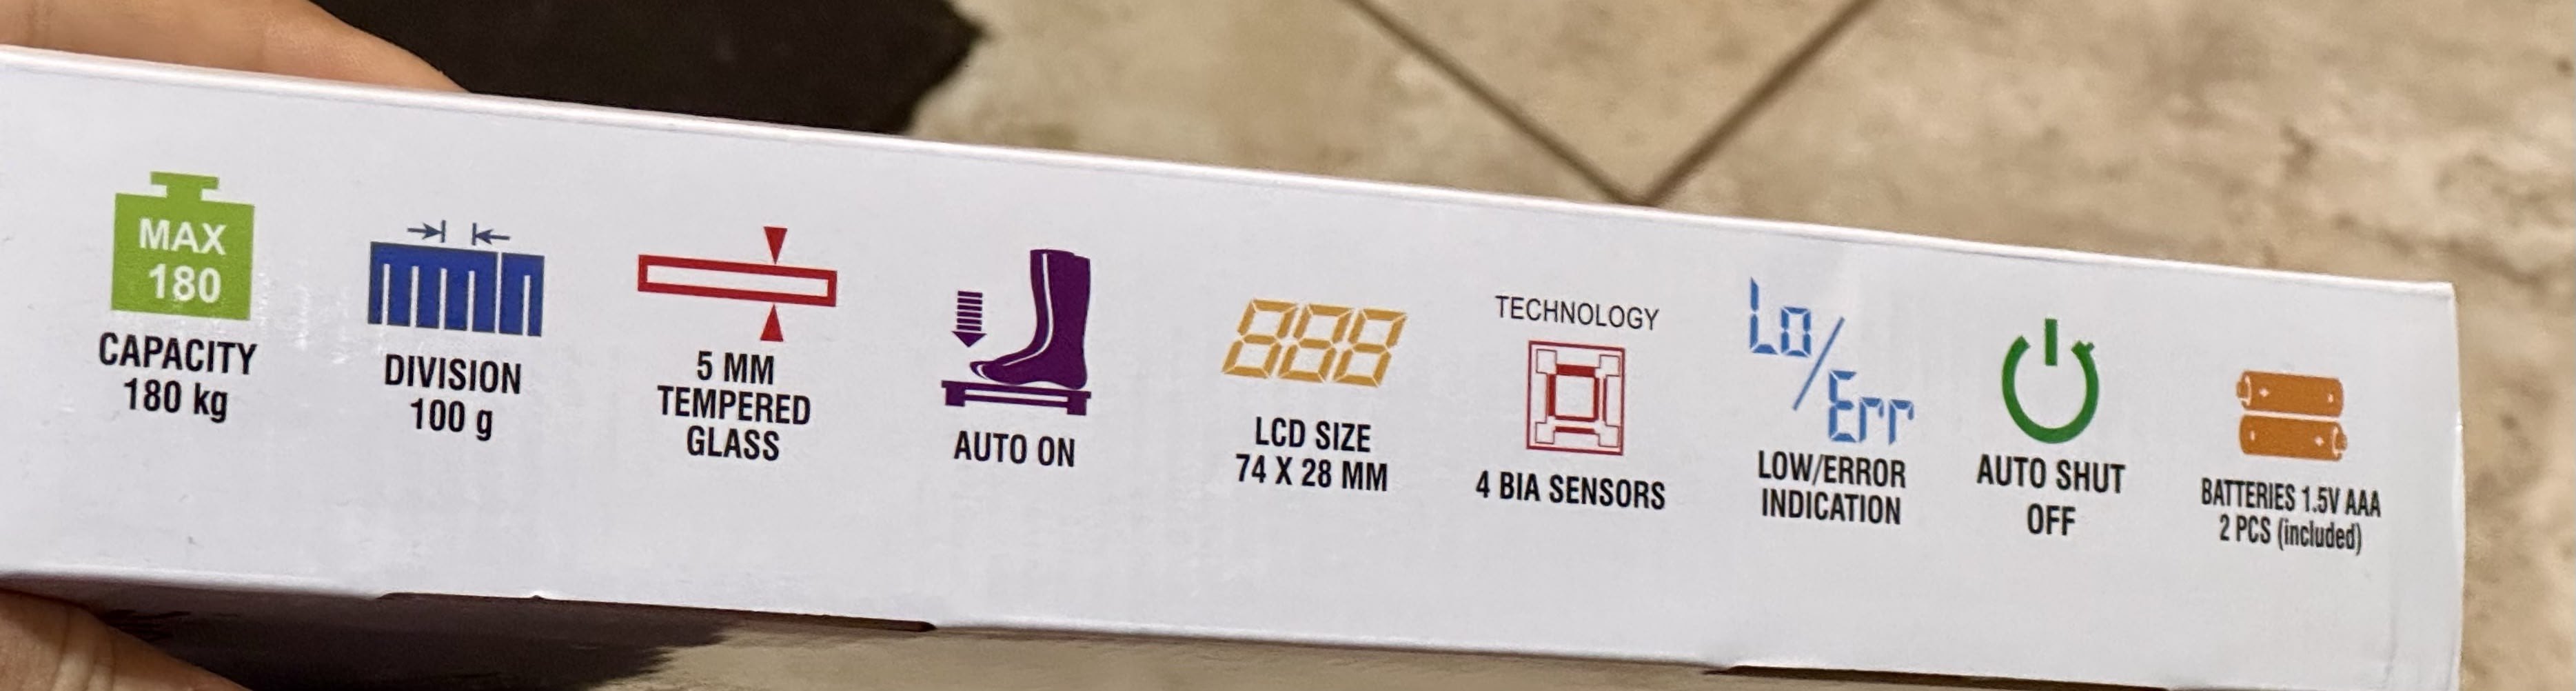 MAX
180
CAPACITY
180 kg
DIVISION
100 g
5 MM
TEMPERED
GLASS
AUTO ON
888
LCD SIZE
74 X 28 MM
TECHNOLOGY
4 BIA SENSORS
Lo/
Err
LOW/ERROR
INDICATION
AUTO SHUT
OFF
BATTERIES 1.5V AAA
2 PCS (included)